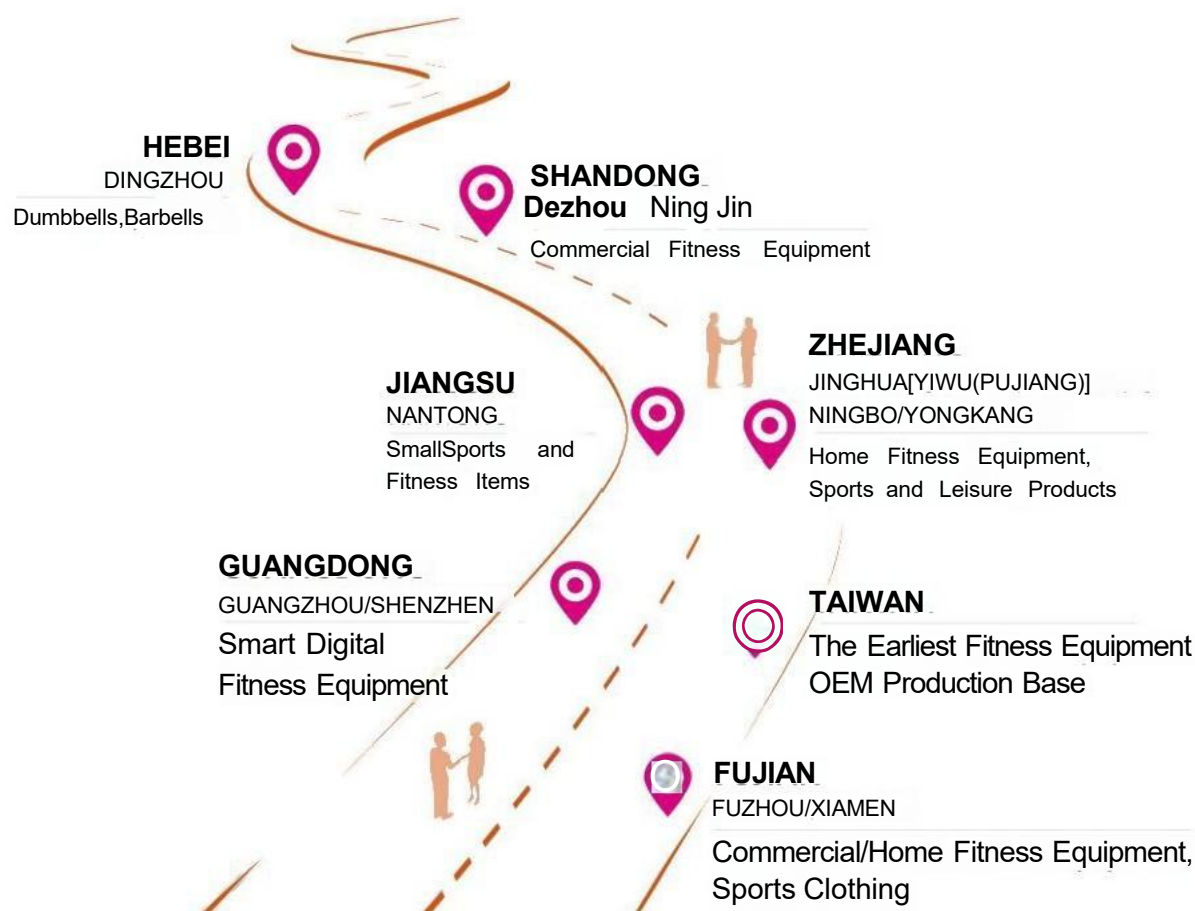 HEBEI
DINGZHOU
Dumbbells,Barbells
SHANDONG
Dezhou Ning Jin
Commercial Fitness Equipment
JIANGSU
NANTONG
SmallSports and
Fitness Items
ZHEJIANG
JINGHUA[YIWU(PUJIANG)]
NINGBO/YONGKANG
Home Fitness Equipment,
Sports and Leisure Products
GUANGDONG
GUANGZHOU/SHENZHEN
Smart Digital
Fitness Equipment
TAIWAN
The Earliest Fitness Equipment
OEM Production Base
FUJIAN
FUZHOU/XIAMEN
Commercial/Home Fitness Equipment,
Sports Clothing